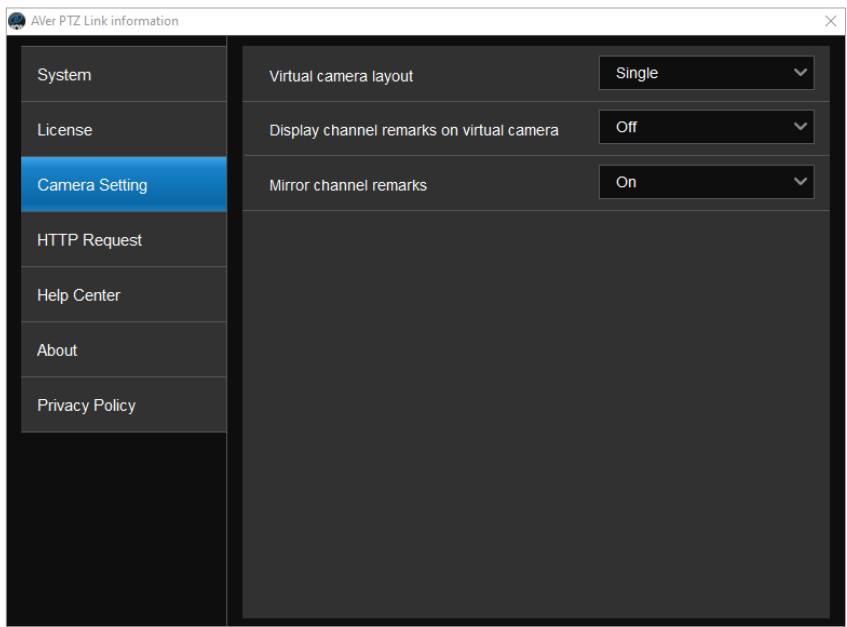 AVer PTZ Link information
System
License
Camera Setting
HTTP Request
Help Center
About
Privacy Policy
Virtual camera layout Single
Display channel remarks on virtual camera Off
Mirror channel remarks On